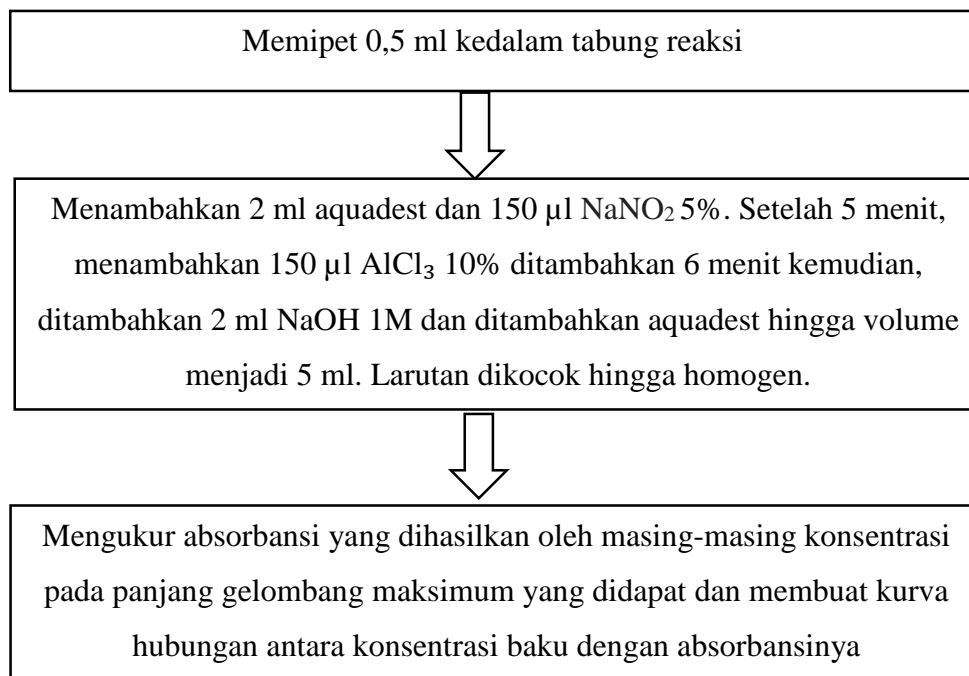 Memipet 0,5 ml kedalam tabung reaksi
Menambahkan 2 ml aquadest dan 150 µl NaNO₂ 5%. Setelah 5 menit,
menambahkan 150 µl AlCl₃ 10% ditambahkan 6 menit kemudian,
ditambahkan 2 ml NaOH 1M dan ditambahkan aquadest hingga volume
menjadi 5 ml. Larutan dikocok hingga homogen.
Mengukur absorbansi yang dihasilkan oleh masing-masing konsentrasi
pada panjang gelombang maksimum yang didapat dan membuat kurva
hubungan antara konsentrasi baku dengan absorbansinya